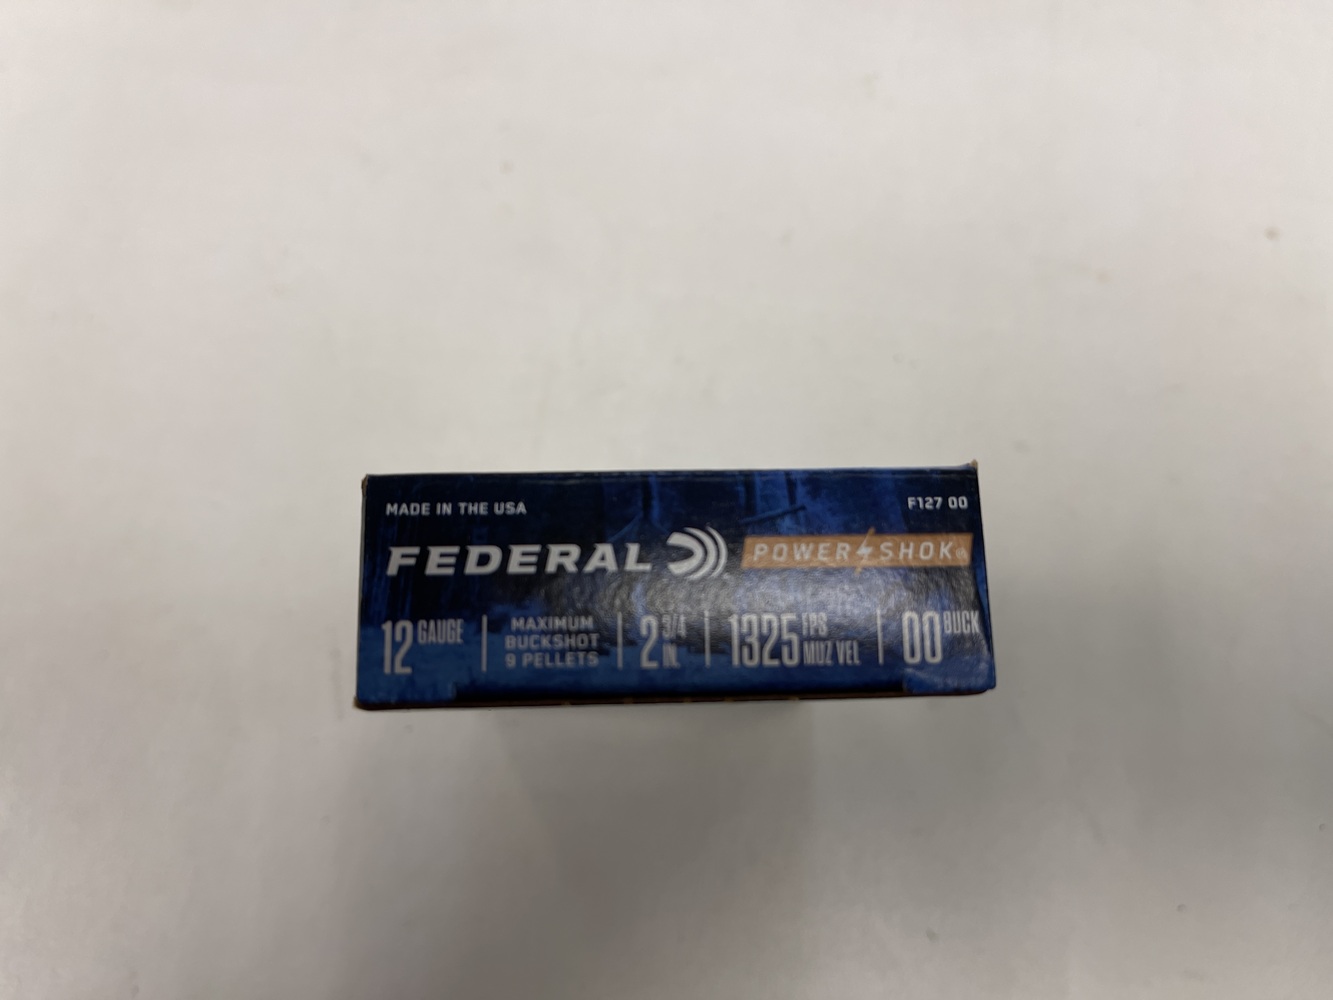 MADE IN THE USA
F127 00
FEDERAL
POWER SHOK®
12 GAUGE
MAXIMUM
BUCKSHOT
9 PELLETS
2 3/4
IN.
1325 FPS
MUZ VEL
00 BUCK